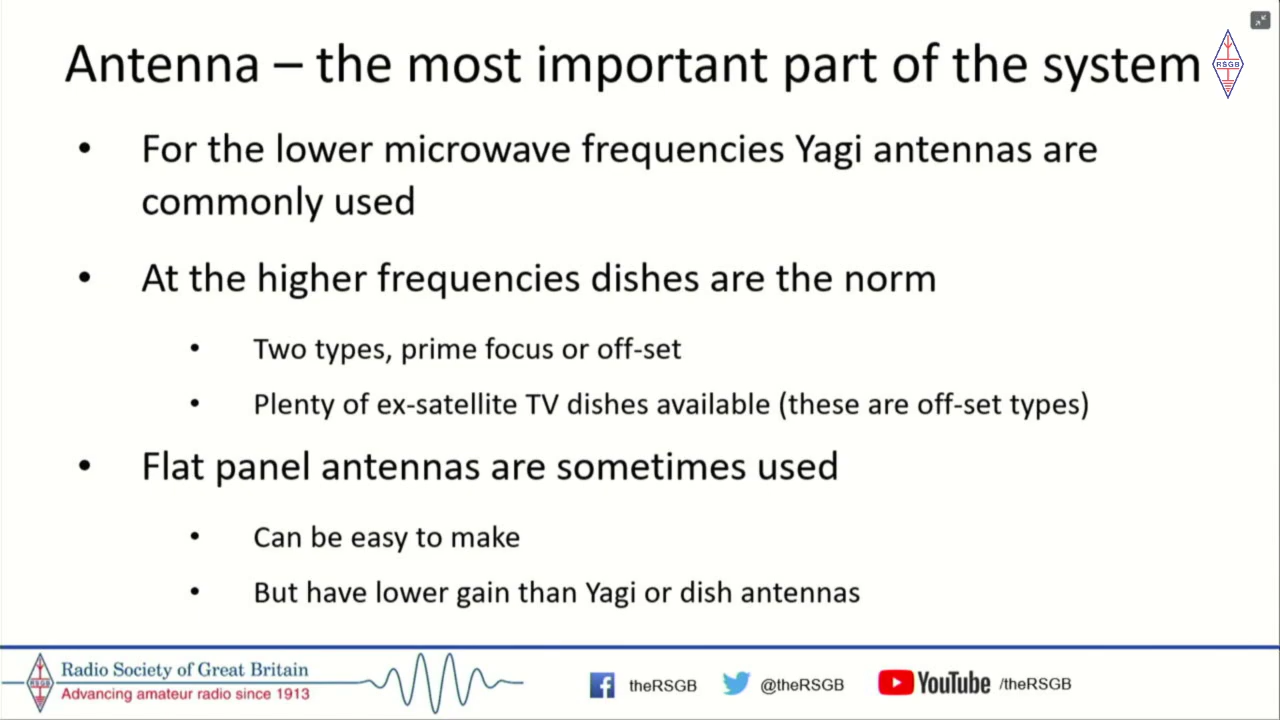 Antenna – the most important part of the system
RSGB
• For the lower microwave frequencies Yagi antennas are
commonly used
• At the higher frequencies dishes are the norm
• Two types, prime focus or off-set
• Plenty of ex-satellite TV dishes available (these are off-set types)
• Flat panel antennas are sometimes used
• Can be easy to make
• But have lower gain than Yagi or dish antennas
RSGB
Radio Society of Great Britain
Advancing amateur radio since 1913
theRSGB
@theRSGB
YouTube /theRSGB